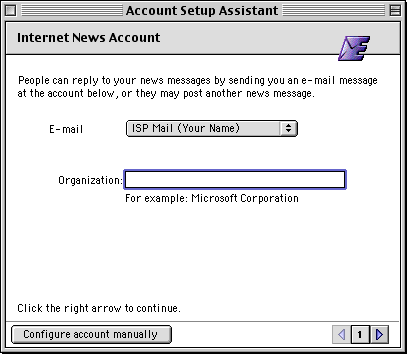 Account Setup Assistant
Internet News Account
People can reply to your news messages by sending you an e-mail message
at the account below, or they may post another news message.
E-mail ISP Mail (Your Name)
Organization:
For example: Microsoft Corporation
Click the right arrow to continue.
Configure account manually 1